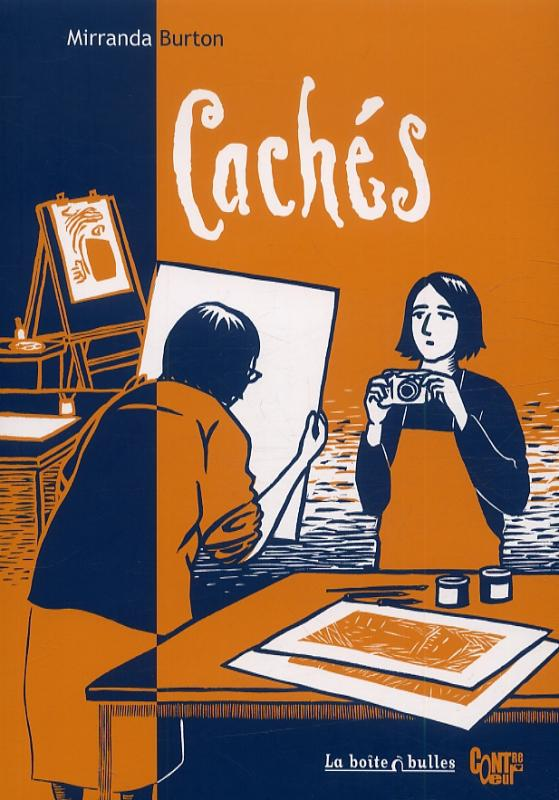 Mirranda Burton
Cachés
La boîte à bulles
CONTRE
COEUR